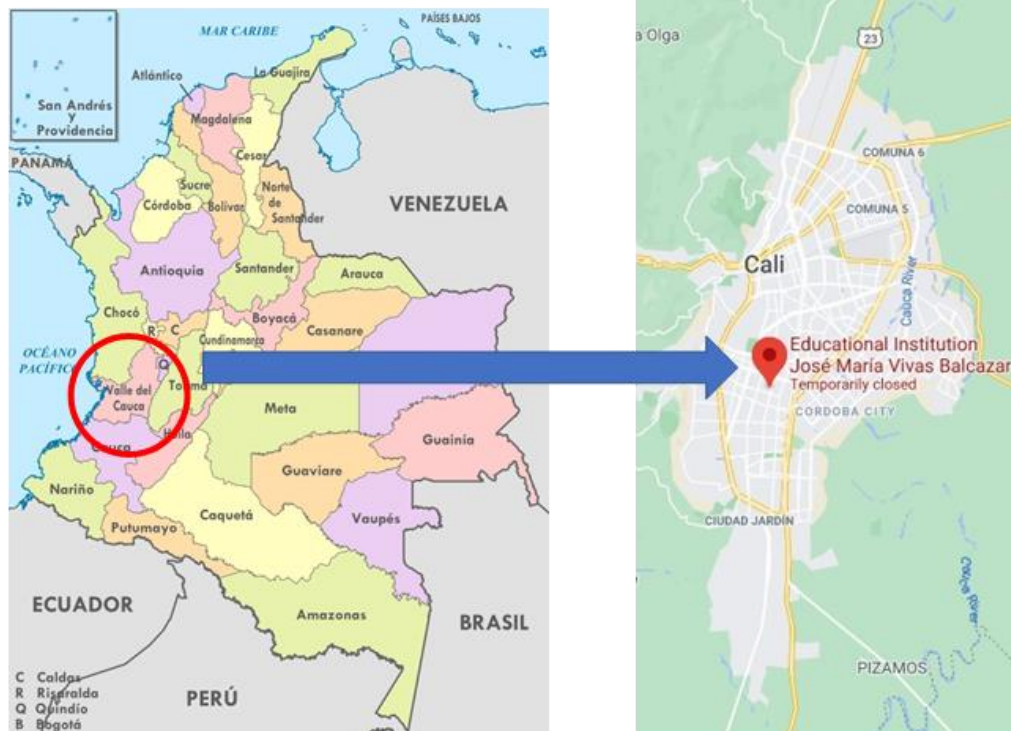 PAÍSES BAJOS
MAR CARIBE
Atlántico
La Guajira
San Andrés
y
Providencia
Magdalena
PANAMÁ
Cesar
Sucre
Norte
de
Santander
Córdoba
Bolívar
VENEZUELA
Antioquia
Santander
Arauca
Chocó
Boyacá
R
C
Casanare
Cundinamarca
OCÉANO
PACÍFICO
Q
Valle del
Cauca
Tolima
Meta
Cauca
Huila
Guainía
Guaviare
Nariño
Caquetá
Vaupés
Putumayo
ECUADOR
Amazonas
BRASIL
PERÚ
C Caldas
R Risaralda
Q Quindío
B Bogotá
a Olga
23
COMUNA 6
COMUNA 5
Cali
Cauca River
Educational Institution
José María Vivas Balcazar
Temporarily closed
CORDOBA CITY
CIUDAD JARDÍN
Cauca River
PIZAMOS